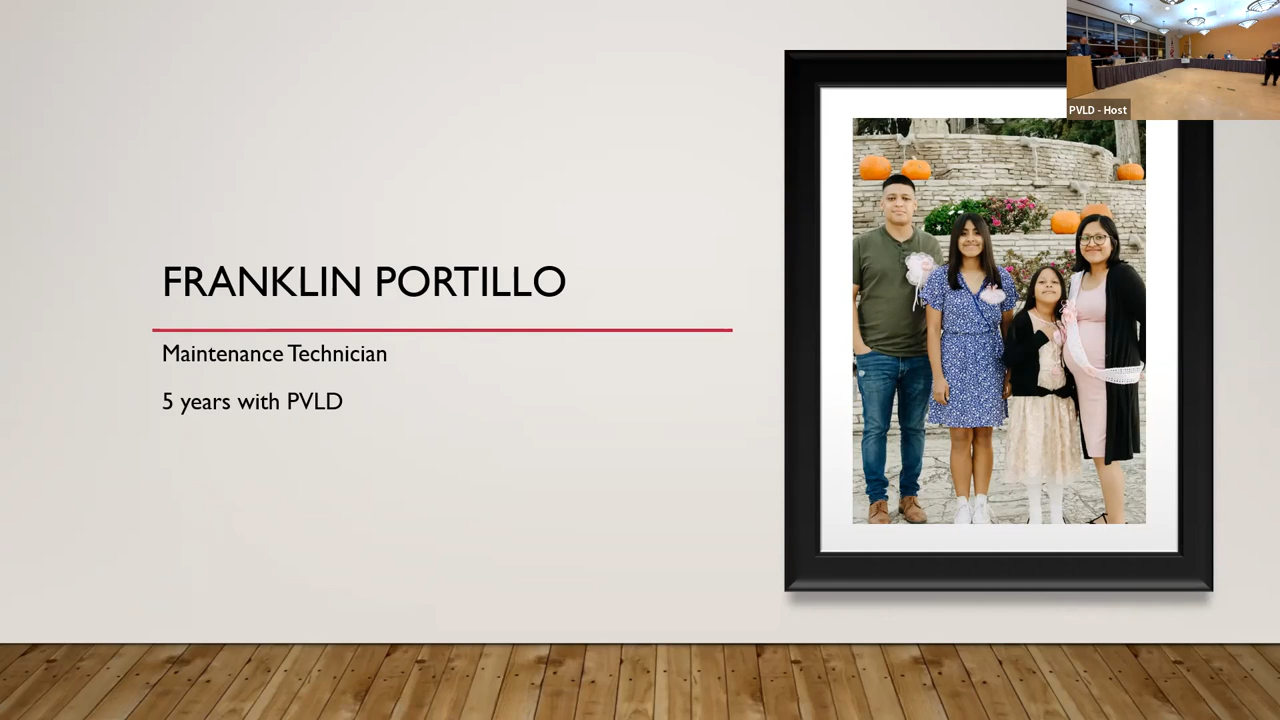 PVLD - Host
FRANKLIN PORTILLO
Maintenance Technician
5 years with PVLD